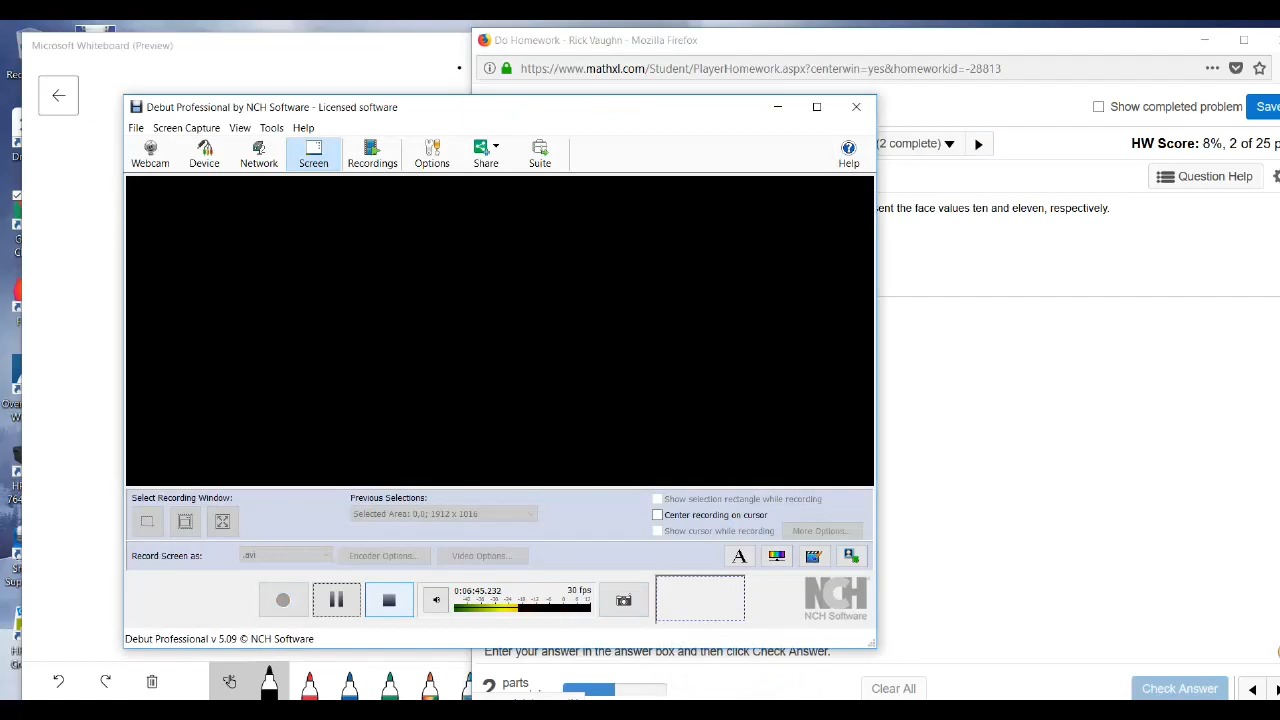 Microsoft Whiteboard (Preview)
Do Homework - Rick Vaughn - Mozilla Firefox
https://www.mathxl.com/Student/PlayerHomework.aspx?centerwin=yes&homeworkid=-28813
Show completed problem
Save
(2 complete)
HW Score: 8%, 2 of 25 p
Question Help
ent the face values ten and eleven, respectively.
Debut Professional by NCH Software - Licensed software
File Screen Capture View Tools Help
Webcam Device Network Screen Recordings Options Share Suite Help
Select Recording Window:
Previous Selections:
Selected Area: 0,0; 1912 x 1016
Show selection rectangle while recording
Center recording on cursor
Show cursor while recording
More Options...
Record Screen as:
.avi
Encoder Options...
Video Options...
A
0:06:45.232
30 fps
NCH
NCH Software
Debut Professional v 5.09 © NCH Software
Enter your answer in the answer box and then click Check Answer.
2 parts
Clear All
Check Answer